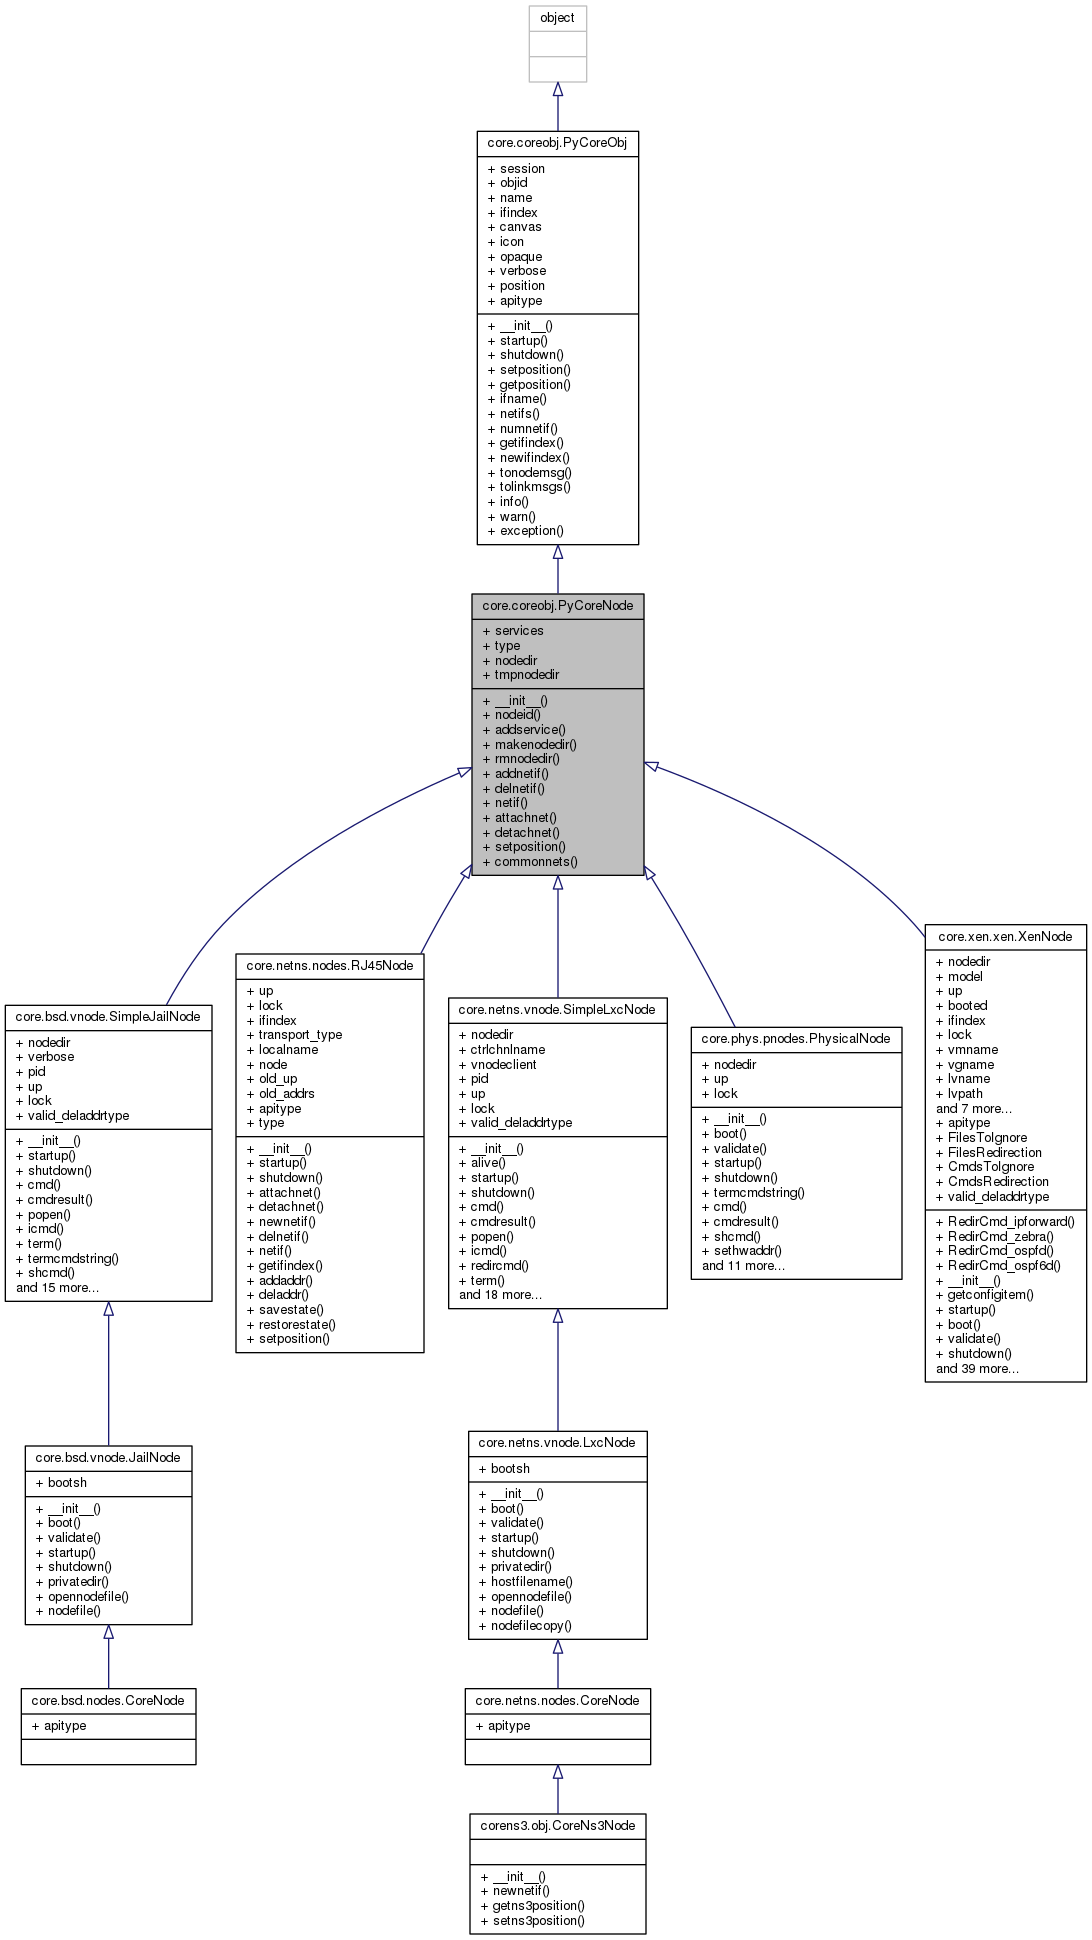 object
core.coreobj.PyCoreObj
+ session
+ objid
+ name
+ ifindex
+ canvas
+ icon
+ opaque
+ verbose
+ position
+ apitype
+ __init__()
+ startup()
+ shutdown()
+ setposition()
+ getposition()
+ ifname()
+ netifs()
+ numnetif()
+ getifindex()
+ newifindex()
+ tonodemsg()
+ tolinkmsgs()
+ info()
+ warn()
+ exception()
core.coreobj.PyCoreNode
+ services
+ type
+ nodedir
+ tmpnodedir
+ __init__()
+ nodeid()
+ addservice()
+ makenodedir()
+ rmnodedir()
+ addnetif()
+ delnetif()
+ netif()
+ attachnet()
+ detachnet()
+ setposition()
+ commonnets()
core.bsd.vnode.SimpleJailNode
+ nodedir
+ verbose
+ pid
+ up
+ lock
+ valid_deladdrtype
+ __init__()
+ startup()
+ shutdown()
+ cmd()
+ cmdresult()
+ popen()
+ icmd()
+ term()
+ termcmdstring()
+ shcmd()
and 15 more...
core.netns.nodes.RJ45Node
+ up
+ lock
+ ifindex
+ transport_type
+ localname
+ node
+ old_up
+ old_addrs
+ apitype
+ type
+ __init__()
+ startup()
+ shutdown()
+ attachnet()
+ detachnet()
+ newnetif()
+ delnetif()
+ netif()
+ getifindex()
+ addaddr()
+ deladdr()
+ savestate()
+ restorestate()
+ setposition()
core.netns.vnode.SimpleLxcNode
+ nodedir
+ ctrlchnlname
+ vnodeclient
+ pid
+ up
+ lock
+ valid_deladdrtype
+ __init__()
+ alive()
+ startup()
+ shutdown()
+ cmd()
+ cmdresult()
+ popen()
+ icmd()
+ redircmd()
+ term()
and 18 more...
core.phys.pnodes.PhysicalNode
+ nodedir
+ up
+ lock
+ __init__()
+ boot()
+ validate()
+ startup()
+ shutdown()
+ termcmdstring()
+ cmd()
+ cmdresult()
+ shcmd()
+ sethwaddr()
and 11 more...
core.xen.xen.XenNode
+ nodedir
+ model
+ up
+ booted
+ ifindex
+ lock
+ vmname
+ vgname
+ lvname
+ lvpath
and 7 more...
+ apitype
+ FilesToIgnore
+ FilesRedirection
+ CmdsToIgnore
+ CmdsRedirection
+ valid_deladdrtype
+ RedirCmd_ipforward()
+ RedirCmd_zebra()
+ RedirCmd_ospfd()
+ RedirCmd_ospf6d()
+ __init__()
+ getconfigitem()
+ startup()
+ boot()
+ validate()
+ shutdown()
and 39 more...
core.bsd.vnode.JailNode
+ bootsh
+ __init__()
+ boot()
+ validate()
+ startup()
+ shutdown()
+ privatedir()
+ opennodefile()
+ nodefile()
core.netns.vnode.LxcNode
+ bootsh
+ __init__()
+ boot()
+ validate()
+ startup()
+ shutdown()
+ privatedir()
+ hostfilename()
+ opennodefile()
+ nodefile()
+ nodefilecopy()
core.bsd.nodes.CoreNode
+ apitype
core.netns.nodes.CoreNode
+ apitype
corens3.obj.CoreNs3Node
+ __init__()
+ newnetif()
+ getns3position()
+ setns3position()